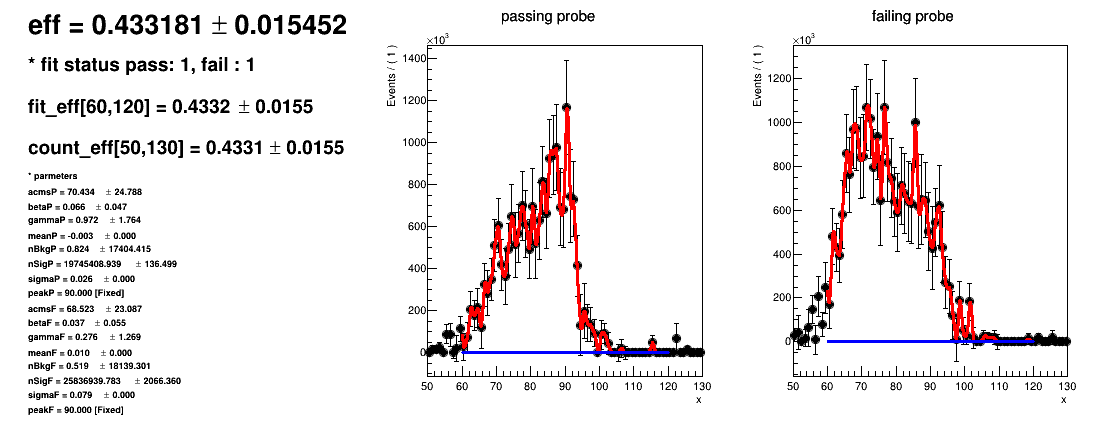 eff = 0.433181 ± 0.015452
* fit status pass: 1, fail : 1
fit_eff[60,120] = 0.4332 ± 0.0155
count_eff[50,130] = 0.4331 ± 0.0155
* parmeters
acmsP = 70.434 ± 24.788
betaP = 0.066 ± 0.047
gammaP = 0.972 ± 1.764
meanP = -0.003 ± 0.000
nBkgP = 0.824 ± 17404.415
nSigP = 19745408.939 ± 136.499
sigmaP = 0.026 ± 0.000
peakP = 90.000 [Fixed]
acmsF = 68.523 ± 23.087
betaF = 0.037 ± 0.055
gammaF = 0.276 ± 1.269
meanF = 0.010 ± 0.000
nBkgF = 0.519 ± 18139.301
nSigF = 25836939.783 ± 2066.360
sigmaF = 0.079 ± 0.000
peakF = 90.000 [Fixed]
passing probe
×10³
Events / ( 1 )
1400
1200
1000
800
600
400
200
0
50 60 70 80 90 100 110 120 130
x
failing probe
×10³
Events / ( 1 )
1200
1000
800
600
400
200
0
50 60 70 80 90 100 110 120 130
x